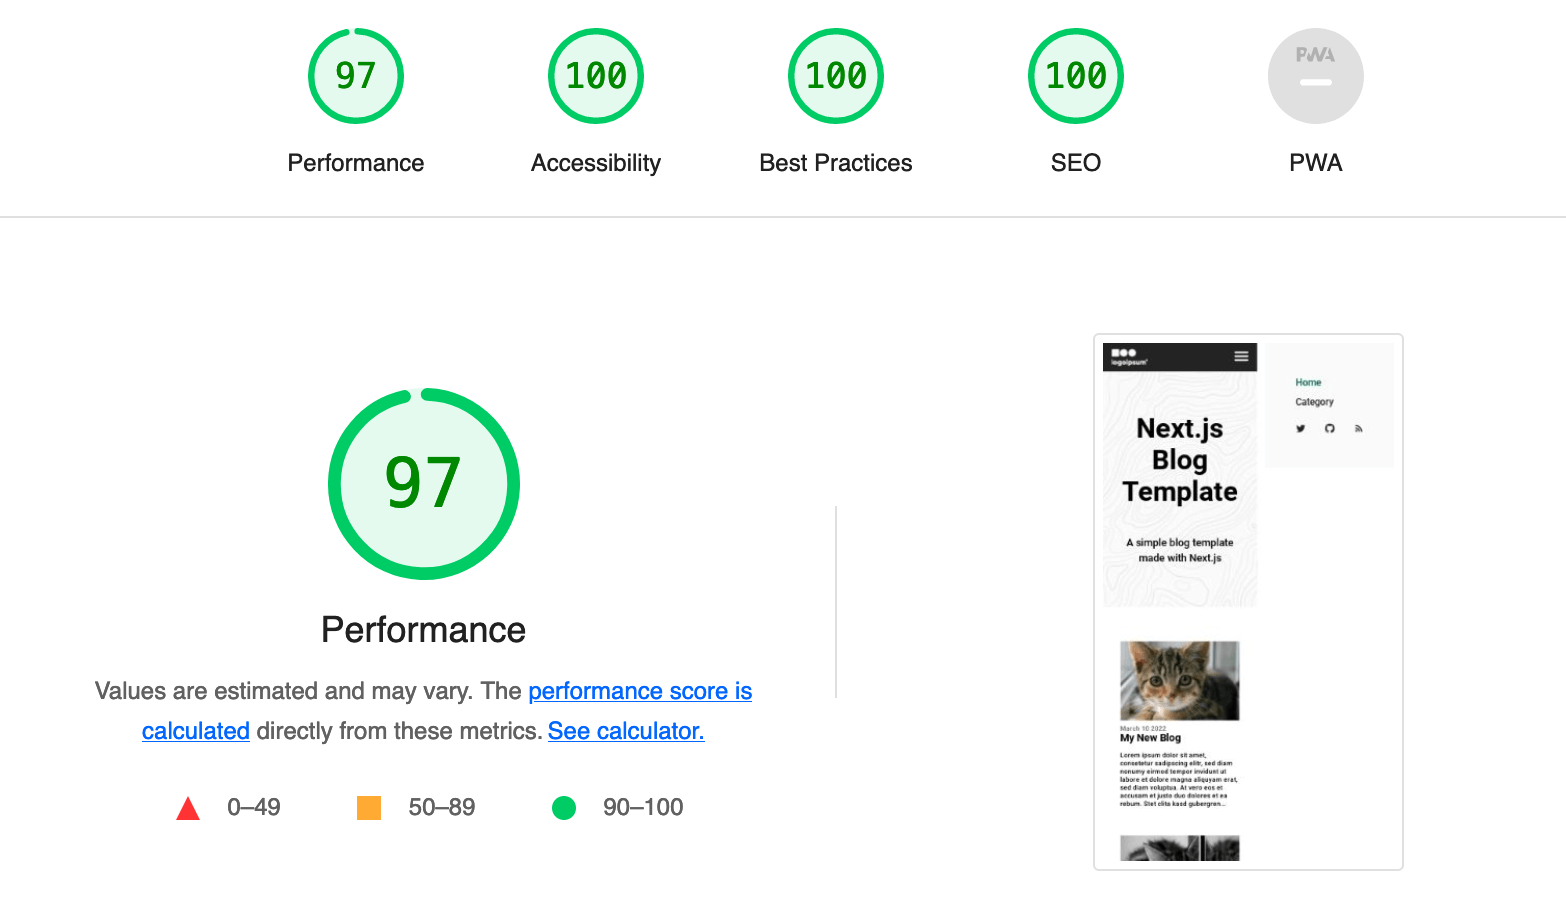 97
100
100
100
PWA
Performance
Accessibility
Best Practices
SEO
PWA
97
Performance
Values are estimated and may vary. The performance score is
calculated directly from these metrics. See calculator.
0–49
50–89
90–100
logoipsum
Next.js
Blog
Template
A simple blog template
made with Next.js
Home
Category
March 10 2022
My New Blog
Lorem ipsum dolor sit amet,
consetetur sadipscing elitr, sed diam
nonumy eirmod tempor invidunt ut
labore et dolore magna aliquyam erat,
sed diam voluptua. At vero eos et
accusam et justo duo dolores et ea
rebum. Stet clita kasd gubergren...